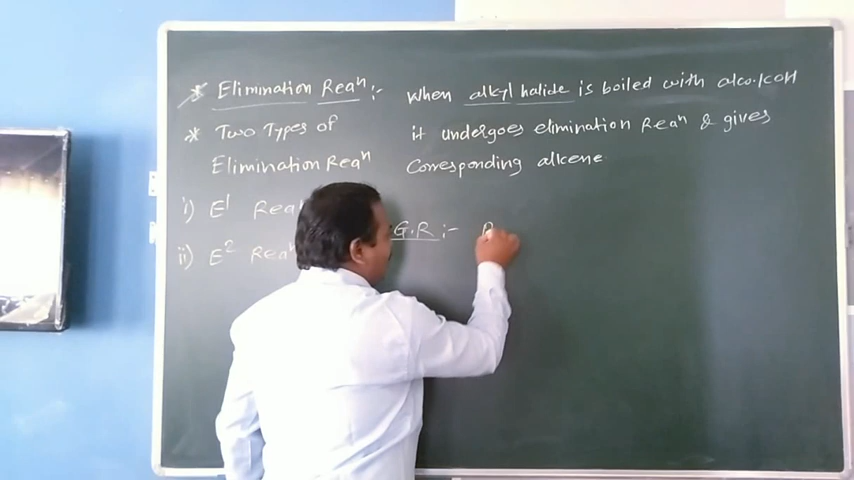 * Elimination Reaⁿ :-
* Two Types of
Elimination Reaⁿ
i) E¹ Reaⁿ
ii) E² Reaⁿ
When alkyl halide is boiled with alco.KOH
it undergoes elimination Reaⁿ & gives
Corresponding alkene
G.R :- R